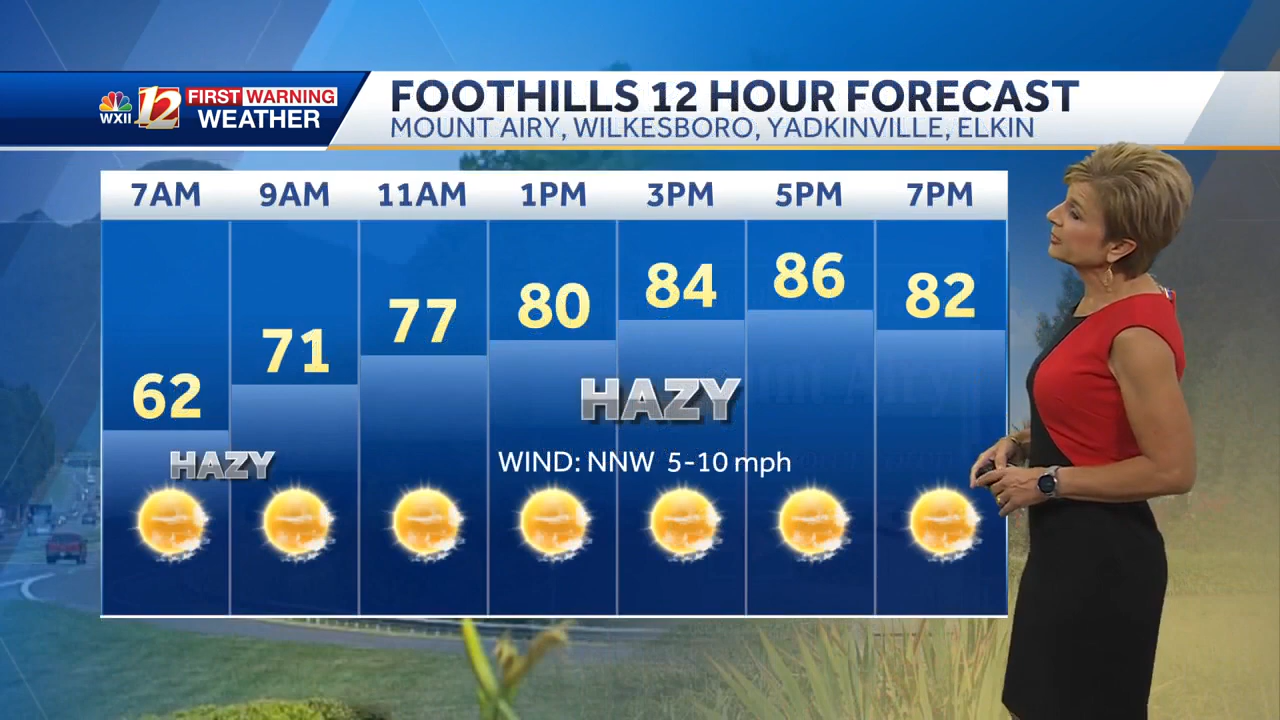 WXII 12 FIRST WARNING WEATHER
FOOTHILLS 12 HOUR FORECAST
MOUNT AIRY, WILKESBORO, YADKINVILLE, ELKIN
7AM 9AM 11AM 1PM 3PM 5PM 7PM
62 71 77 80 84 86 82
HAZY
HAZY
WIND: NNW 5-10 mph